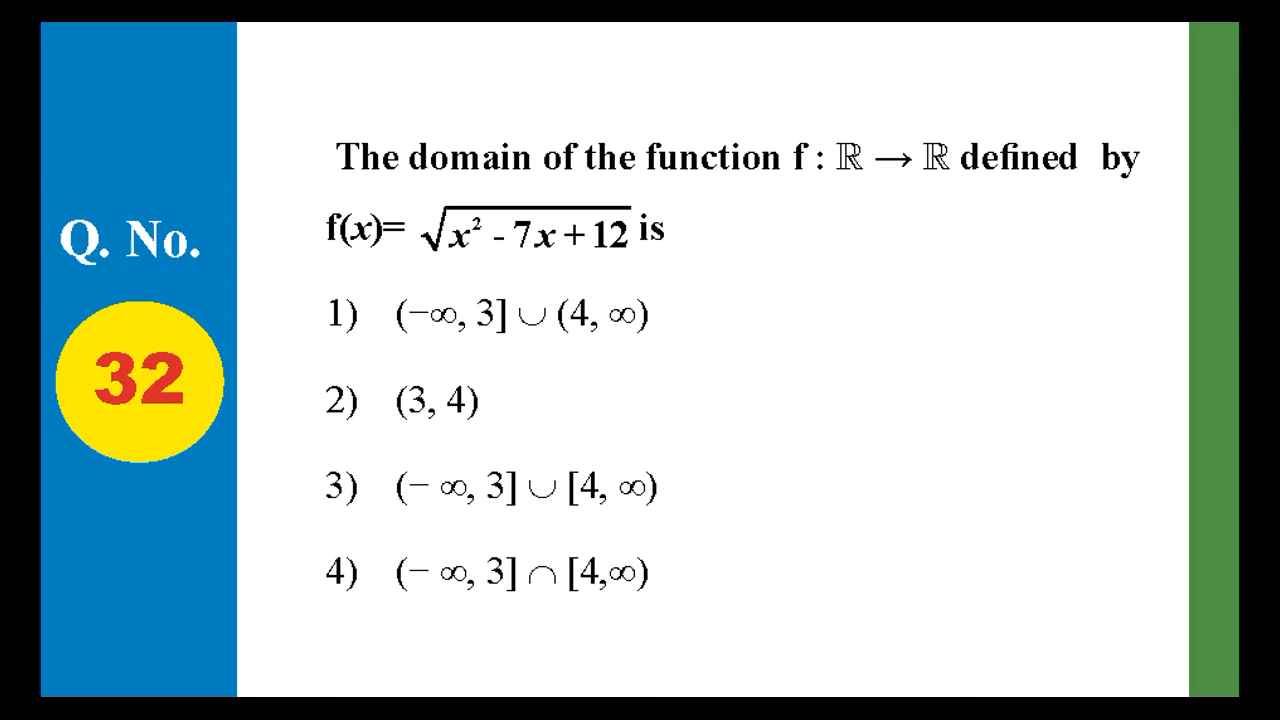 Q. No.
32
The domain of the function f : ℝ → ℝ defined by
f(x)= √x² - 7x + 12 is
1) (−∞, 3] ∪ (4, ∞)
2) (3, 4)
3) (− ∞, 3] ∪ [4, ∞)
4) (− ∞, 3] ∩ [4,∞)